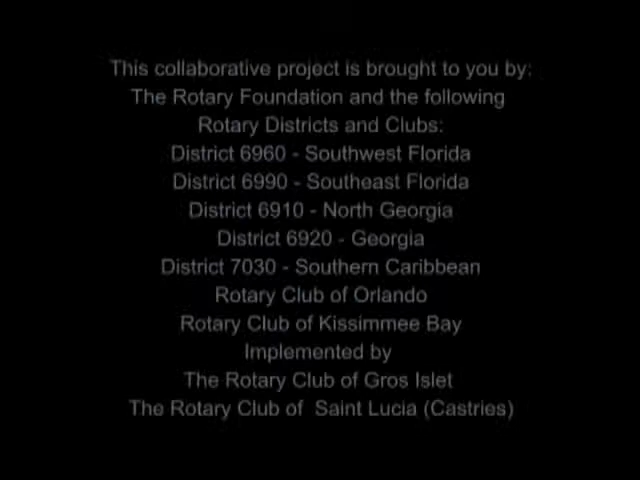 This collaborative project is brought to you by:
The Rotary Foundation and the following
Rotary Districts and Clubs:
District 6960 - Southwest Florida
District 6990 - Southeast Florida
District 6910 - North Georgia
District 6920 - Georgia
District 7030 - Southern Caribbean
Rotary Club of Orlando
Rotary Club of Kissimmee Bay
Implemented by
The Rotary Club of Gros Islet
The Rotary Club of  Saint Lucia (Castries)